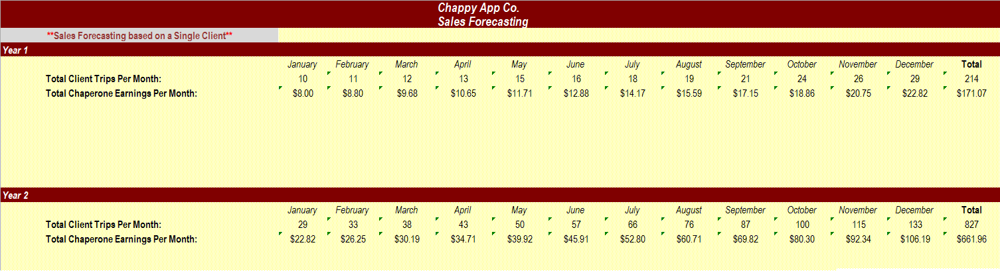 Chappy App Co.
Sales Forecasting
**Sales Forecasting based on a Single Client**
Year 1
January February March April May June July August September October November December Total
Total Client Trips Per Month: 10 11 12 13 15 16 18 19 21 24 26 29 214
Total Chaperone Earnings Per Month: $8.00 $8.80 $9.68 $10.65 $11.71 $12.88 $14.17 $15.59 $17.15 $18.86 $20.75 $22.82 $171.07
Year 2
January February March April May June July August September October November December Total
Total Client Trips Per Month: 29 33 38 43 50 57 66 76 87 100 115 133 827
Total Chaperone Earnings Per Month: $22.82 $26.25 $30.19 $34.71 $39.92 $45.91 $52.80 $60.71 $69.82 $80.30 $92.34 $106.19 $661.96